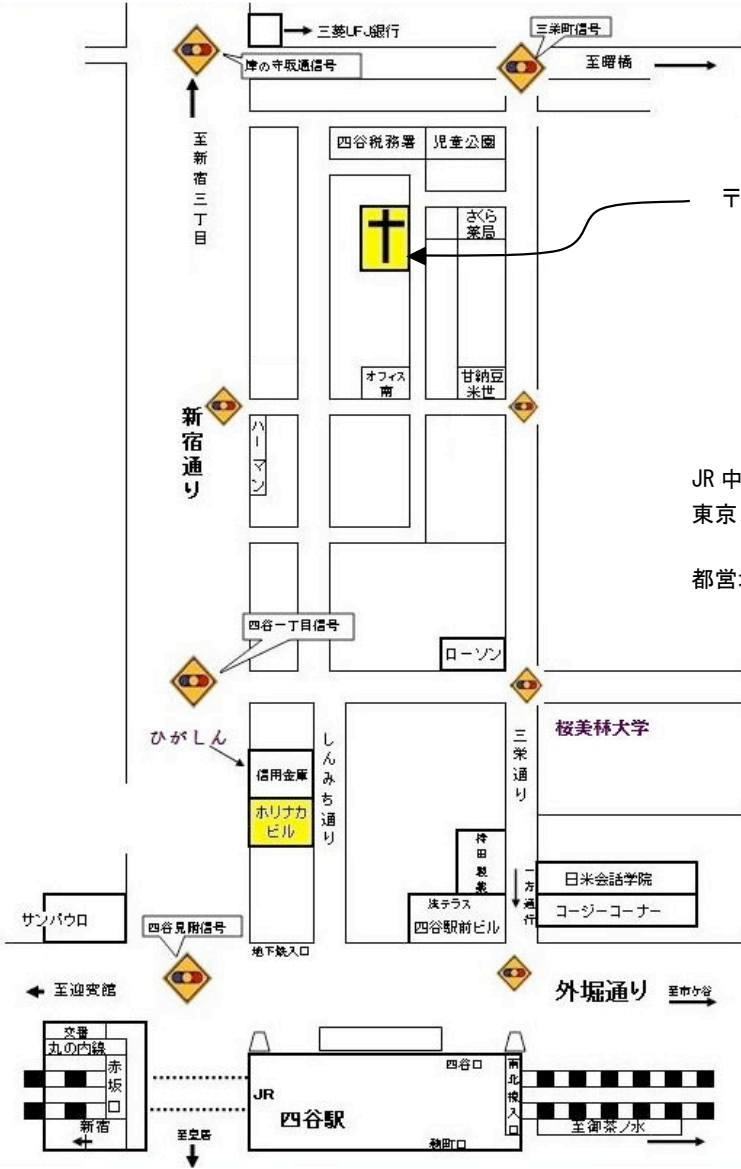 三菱UFJ銀行
三栄町信号
津の守坂通信号
至曙橋
至新宿三丁目
四谷税務署
児童公園
〒
さくら
薬局
オフィス
南
甘納豆
米世
新宿通り
ハーマン
JR 中
東京
都営
四谷一丁目信号
ローソン
ひがしん
しんみち通り
三栄通り
桜美林大学
信用金庫
ホリナカ
ビル
持田製薬
一方通行
日米会話学院
コージーコーナー
サンパウロ
四谷見附信号
四谷駅前ビル
地下鉄入口
至迎賓館
外堀通り
至市ケ谷
交番
丸の内線
赤坂口
四谷口
南北線入口
JR
四谷駅
新宿
至皇居
麹町口
至御茶ノ水